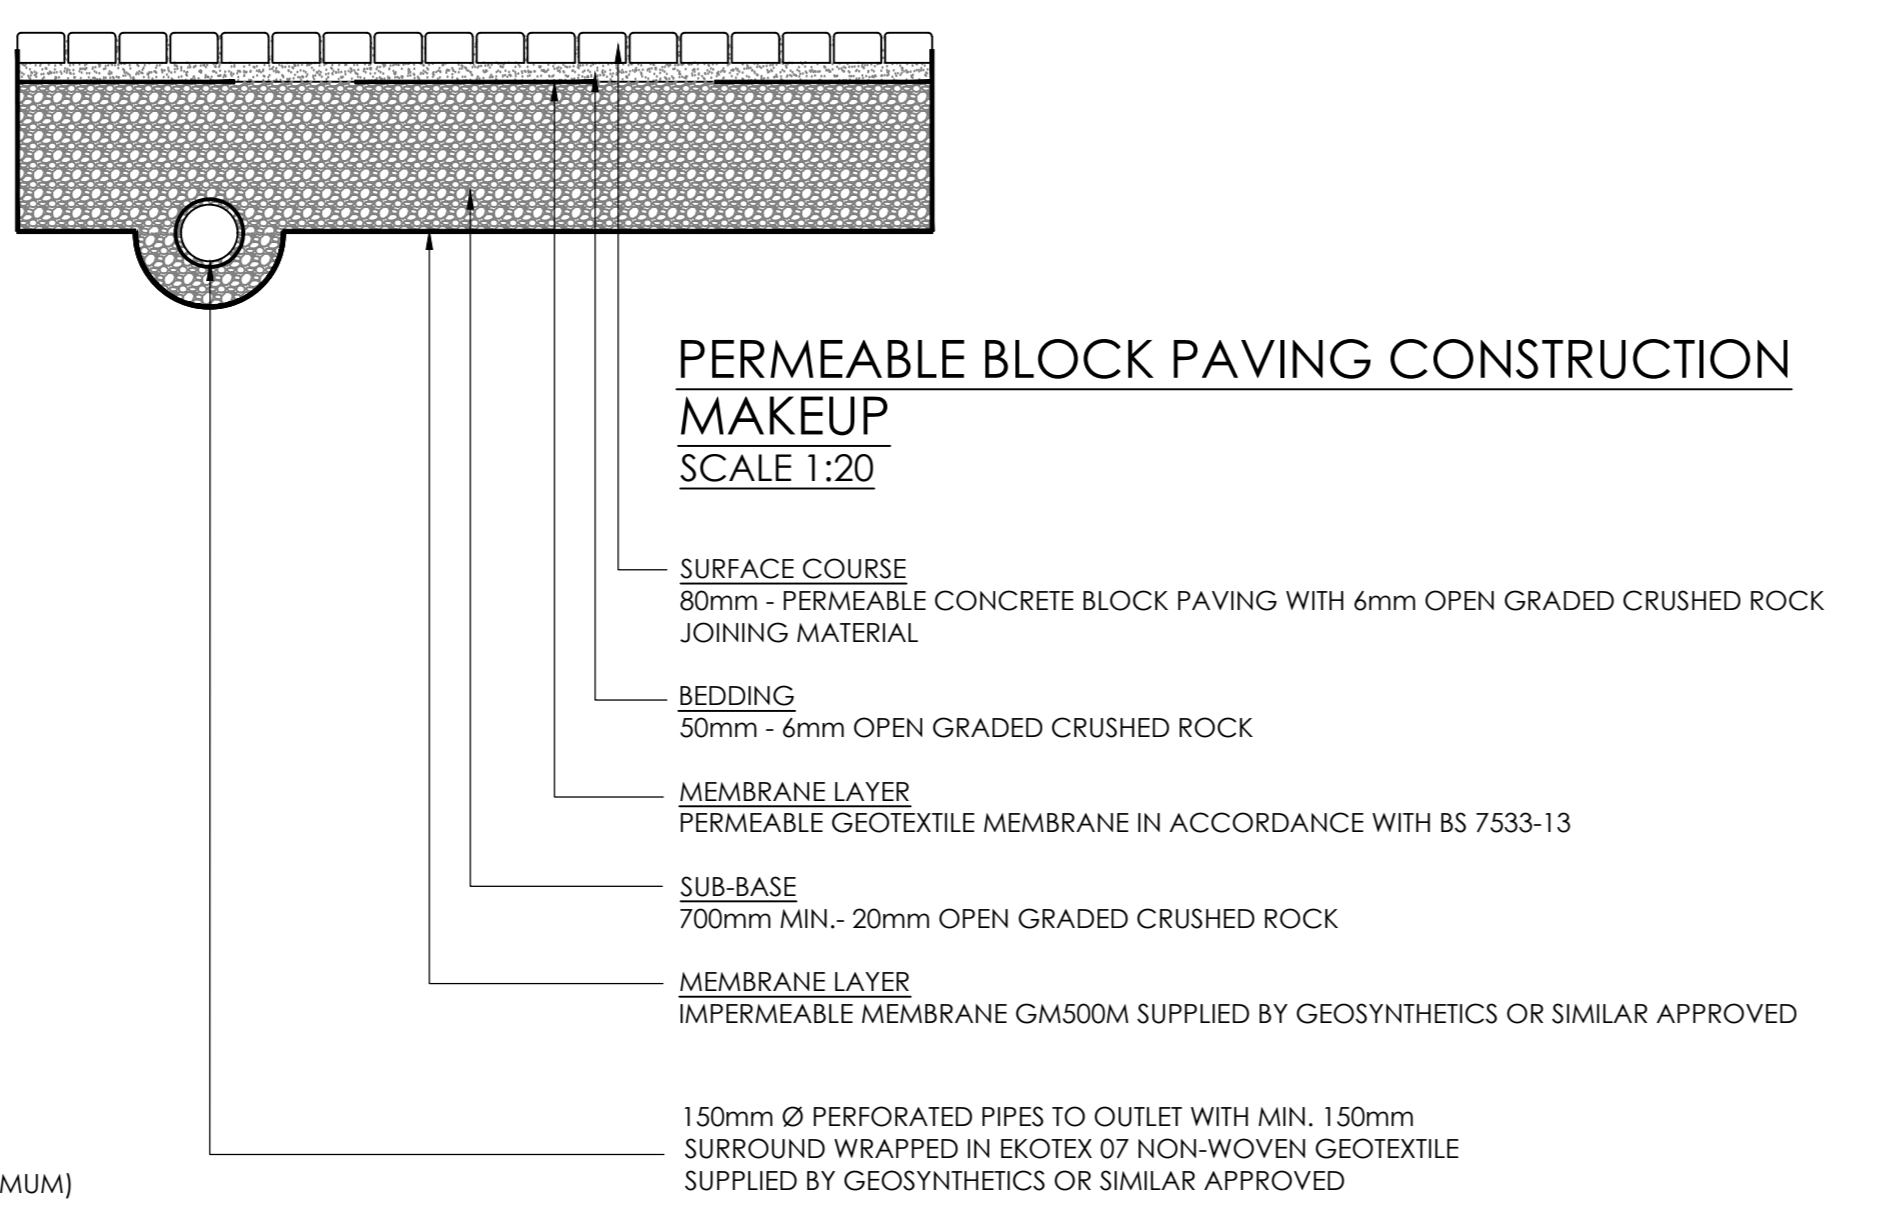 PERMEABLE BLOCK PAVING CONSTRUCTION
MAKEUP
SCALE 1:20
SURFACE COURSE
80mm - PERMEABLE CONCRETE BLOCK PAVING WITH 6mm OPEN GRADED CRUSHED ROCK
JOINING MATERIAL
BEDDING
50mm - 6mm OPEN GRADED CRUSHED ROCK
MEMBRANE LAYER
PERMEABLE GEOTEXTILE MEMBRANE IN ACCORDANCE WITH BS 7533-13
SUB-BASE
700mm MIN.- 20mm OPEN GRADED CRUSHED ROCK
MEMBRANE LAYER
IMPERMEABLE MEMBRANE GM500M SUPPLIED BY GEOSYNTHETICS OR SIMILAR APPROVED
150mm Ø PERFORATED PIPES TO OUTLET WITH MIN. 150mm
SURROUND WRAPPED IN EKOTEX 07 NON-WOVEN GEOTEXTILE
SUPPLIED BY GEOSYNTHETICS OR SIMILAR APPROVED
MUM)